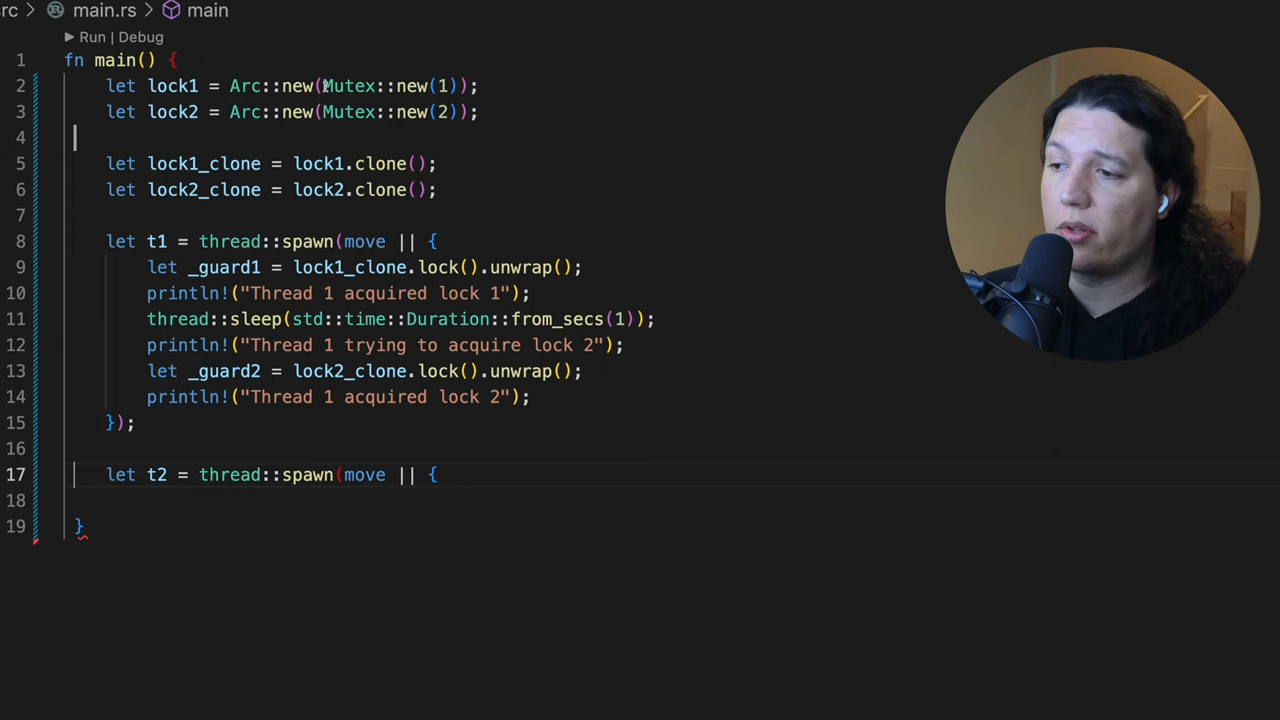 src > main.rs > main
Run | Debug
1 fn main() {
2 let lock1 = Arc::new(Mutex::new(1));
3 let lock2 = Arc::new(Mutex::new(2));
4
5 let lock1_clone = lock1.clone();
6 let lock2_clone = lock2.clone();
7
8 let t1 = thread::spawn(move || {
9 let _guard1 = lock1_clone.lock().unwrap();
10 println!("Thread 1 acquired lock 1");
11 thread::sleep(std::time::Duration::from_secs(1));
12 println!("Thread 1 trying to acquire lock 2");
13 let _guard2 = lock2_clone.lock().unwrap();
14 println!("Thread 1 acquired lock 2");
15 });
16
17 let t2 = thread::spawn(move || {
18
19 }